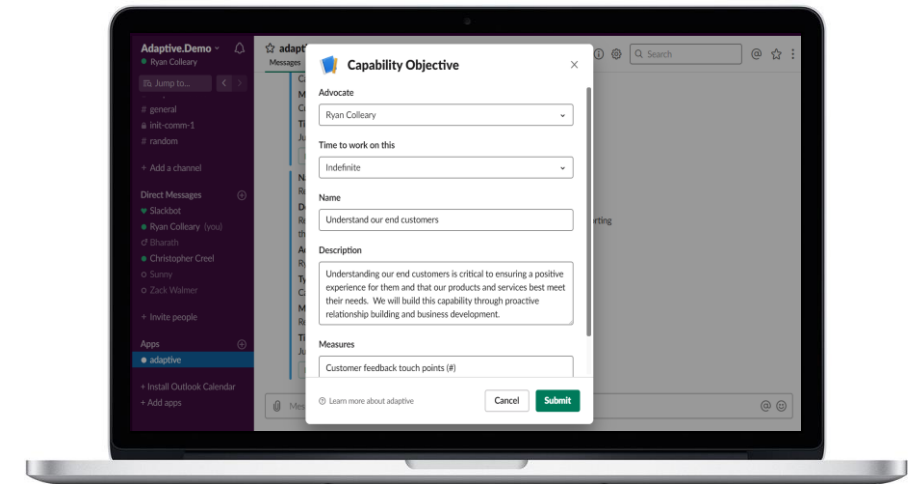 Adaptive.Demo
Ryan Colleary
Jump to...
# general
init-comm-1
# random
+ Add a channel
Direct Messages
Slackbot
Ryan Colleary (you)
Bharath
Christopher Creel
Sunny
Zack Walmer
+ Invite people
Apps
adaptive
+ Install Outlook Calendar
+ Add apps
adapt
Messages
Search
rting
Capability Objective
Advocate
Ryan Colleary
Time to work on this
Indefinite
Name
Understand our end customers
Description
Understanding our end customers is critical to ensuring a positive
experience for them and that our products and services best meet
their needs. We will build this capability through proactive
relationship building and business development.
Measures
Customer feedback touch points (#)
Learn more about adaptive
Cancel
Submit